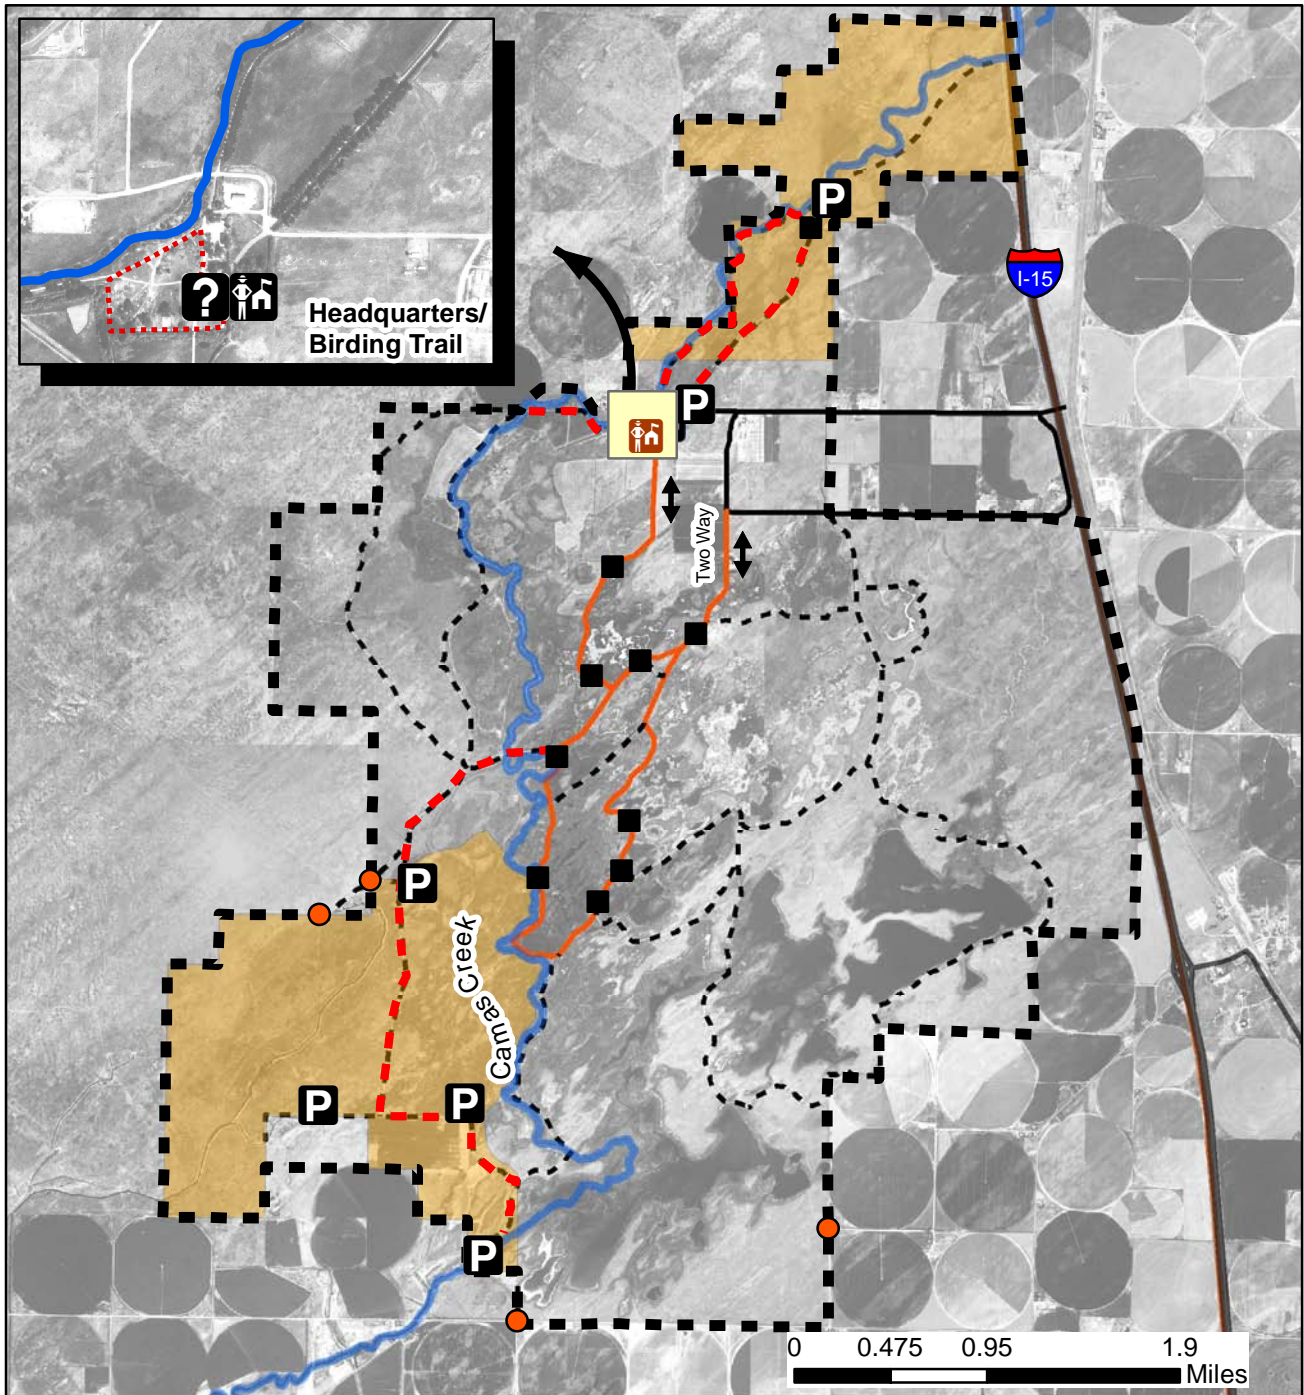 ?
Headquarters/
Birding Trail
P
I-15
P
Two Way
P
Camas Creek
P
P
P
0 0.475 0.95 1.9
Miles